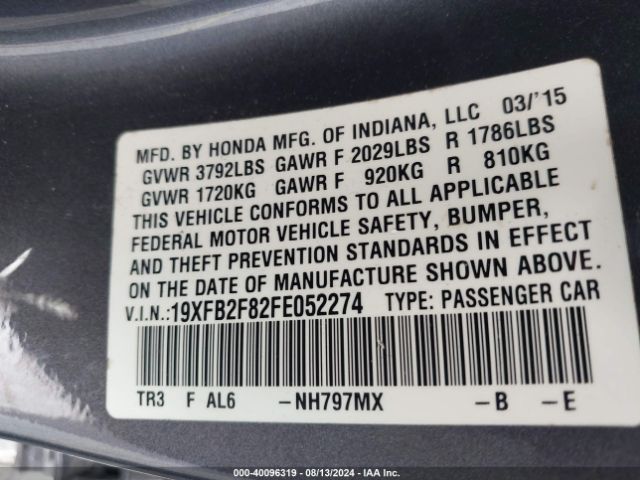 MFD. BY HONDA MFG. OF INDIANA, LLC 03/'15
GVWR 3792LBS GAWR F 2029LBS R 1786LBS
GVWR 1720KG GAWR F 920KG R 810KG
THIS VEHICLE CONFORMS TO ALL APPLICABLE
FEDERAL MOTOR VEHICLE SAFETY, BUMPER,
AND THEFT PREVENTION STANDARDS IN EFFECT
ON THE DATE OF MANUFACTURE SHOWN ABOVE.
V.I.N.:19XFB2F82FE052274 TYPE: PASSENGER CAR
TR3 F AL6 -NH797MX -B -E
000-40096319 - 08/13/2024 - IAA Inc.